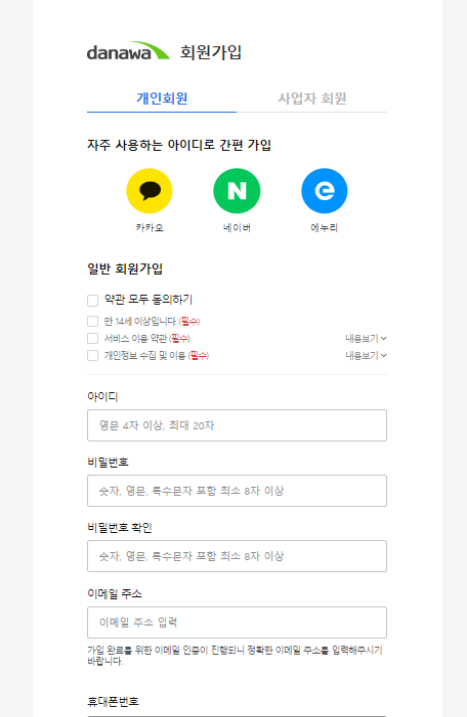 danawa 회원가입
개인회원 사업자 회원
자주 사용하는 아이디로 간편 가입
카카오 네이버 에누리
일반 회원가입
약관 모두 동의하기
만 14세 이상입니다. (필수)
서비스 이용 약관 (필수) 내용보기
개인정보 수집 및 이용 (필수) 내용보기
아이디
영문 4자 이상, 최대 20자
비밀번호
숫자, 영문, 특수문자 포함 최소 8자 이상
비밀번호 확인
숫자, 영문, 특수문자 포함 최소 8자 이상
이메일 주소
이메일 주소 입력
가입 완료를 위한 이메일 인증이 진행되니 정확한 이메일 주소를 입력해주시기
바랍니다.
휴대폰번호